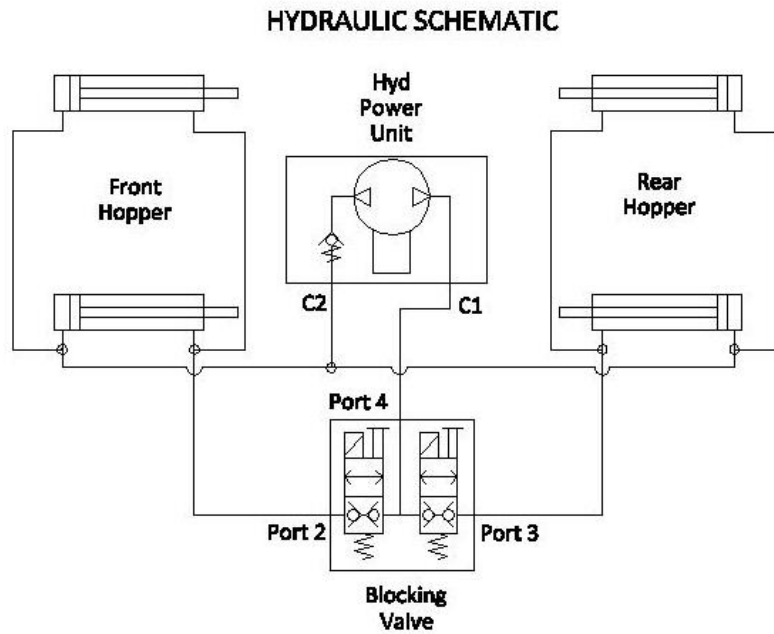 HYDRAULIC SCHEMATIC
Hyd
Power
Unit
Front
Hopper
Rear
Hopper
C2
C1
Port 4
Port 2
Port 3
Blocking
Valve